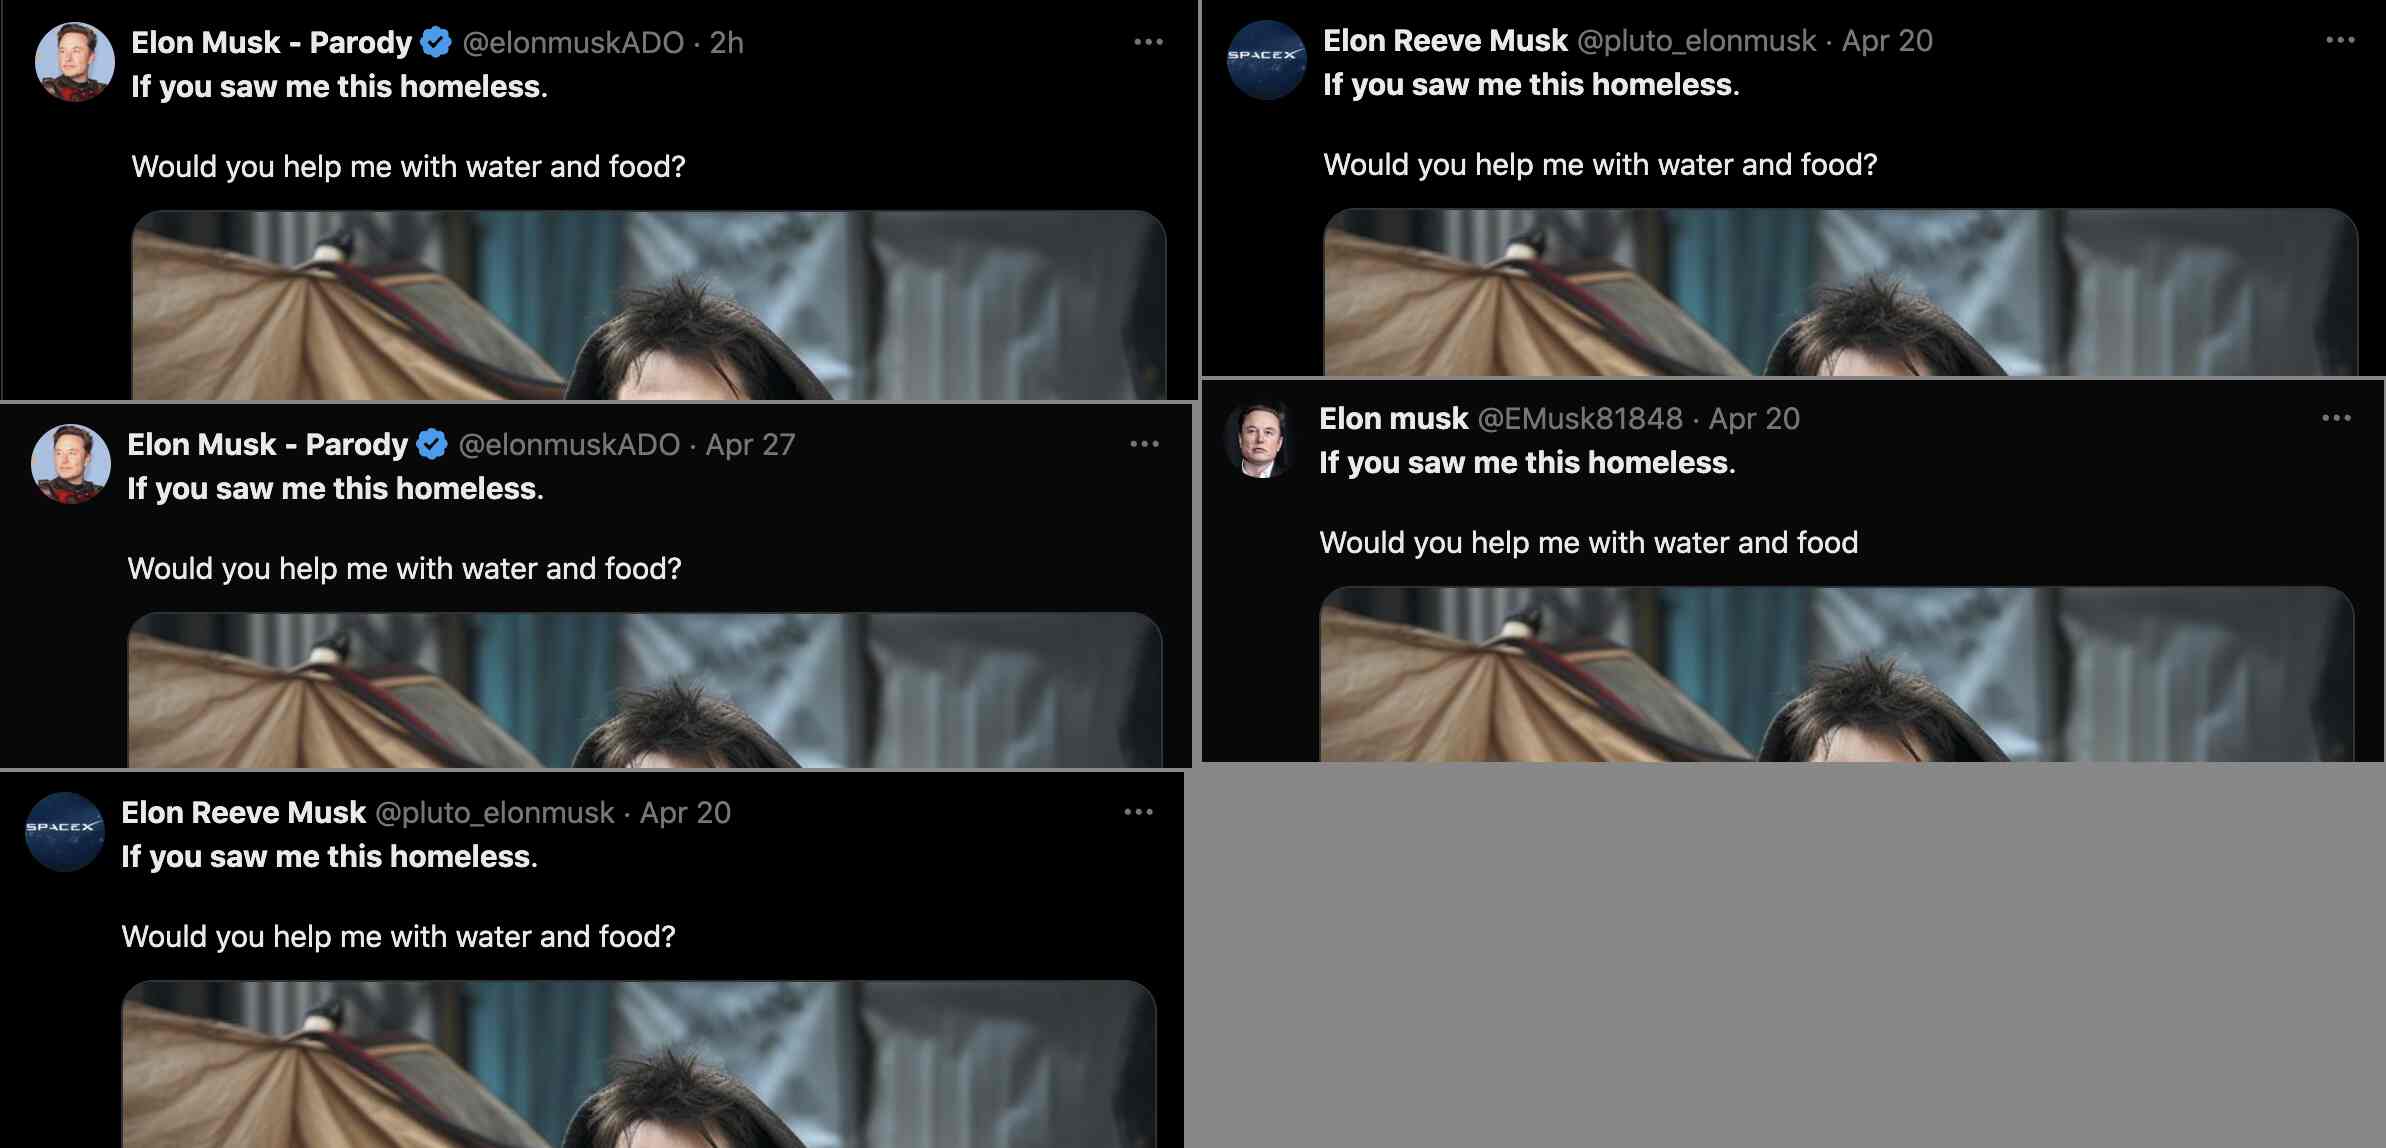 Elon Musk - Parody @elonmuskADO · 2h
If you saw me this homeless.
Would you help me with water and food?
SPACEX
Elon Reeve Musk @pluto_elonmusk · Apr 20
If you saw me this homeless.
Would you help me with water and food?
Elon Musk - Parody @elonmuskADO · Apr 27
If you saw me this homeless.
Would you help me with water and food?
Elon musk @EMusk81848 · Apr 20
If you saw me this homeless.
Would you help me with water and food
SPACEX
Elon Reeve Musk @pluto_elonmusk · Apr 20
If you saw me this homeless.
Would you help me with water and food?